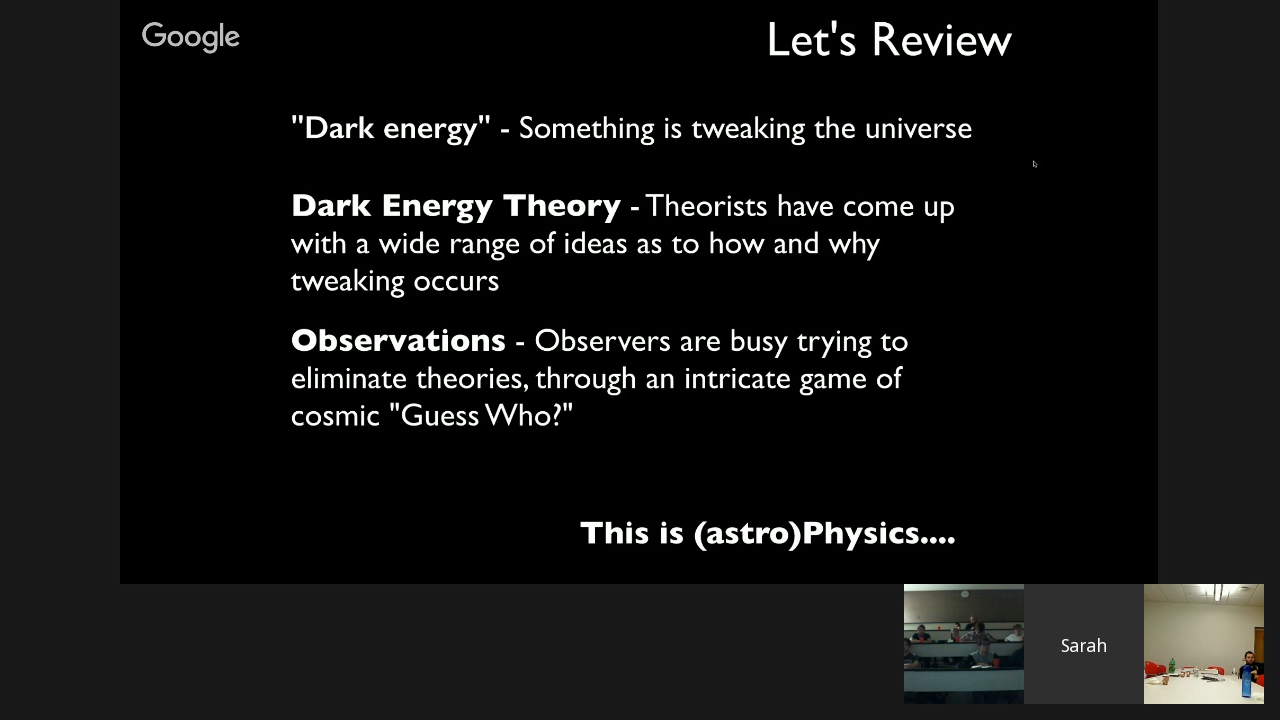 Google
Let's Review
"Dark energy" - Something is tweaking the universe
Dark Energy Theory - Theorists have come up
with a wide range of ideas as to how and why
tweaking occurs
Observations - Observers are busy trying to
eliminate theories, through an intricate game of
cosmic "Guess Who?"
This is (astro)Physics....
Sarah